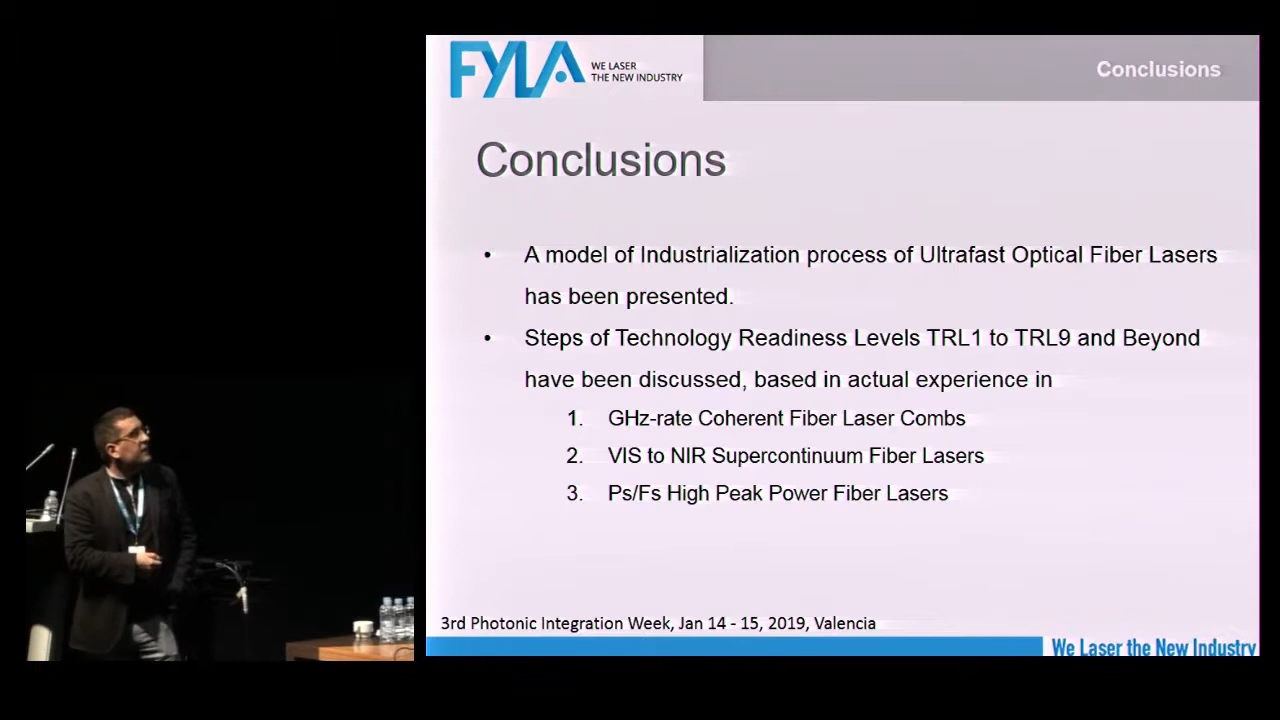 FYLA
WE LASER
THE NEW INDUSTRY
Conclusions
Conclusions
• A model of Industrialization process of Ultrafast Optical Fiber Lasers
has been presented.
• Steps of Technology Readiness Levels TRL1 to TRL9 and Beyond
have been discussed, based in actual experience in
1. GHz-rate Coherent Fiber Laser Combs
2. VIS to NIR Supercontinuum Fiber Lasers
3. Ps/Fs High Peak Power Fiber Lasers
3rd Photonic Integration Week, Jan 14 - 15, 2019, Valencia
We Laser the New Industry